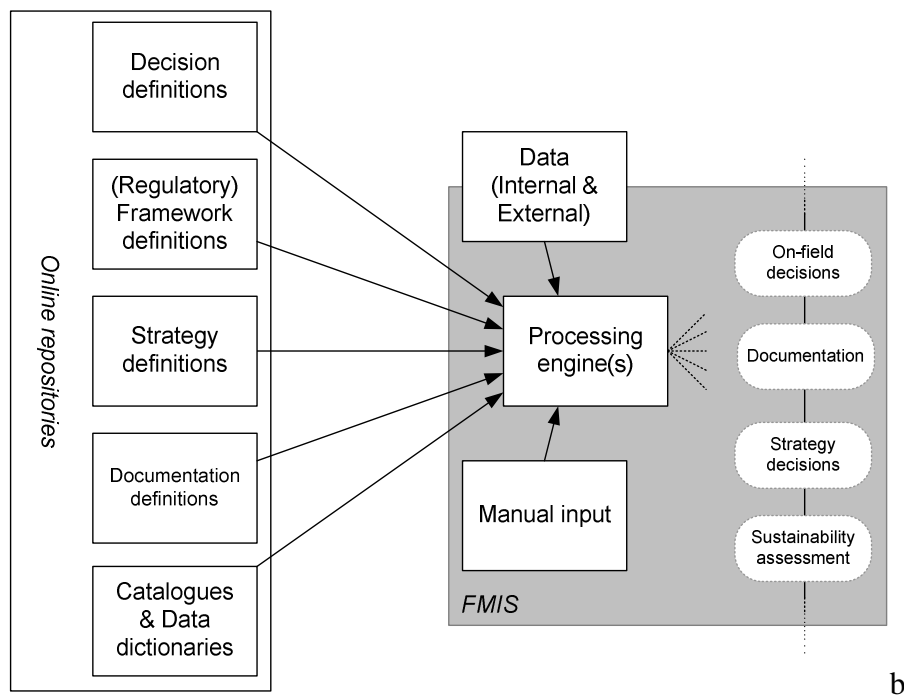 Online repositories
Decision
definitions
(Regulatory)
Framework
definitions
Strategy
definitions
Documentation
definitions
Catalogues
& Data
dictionaries
Data
(Internal &
External)
Processing
engine(s)
Manual input
FMIS
On-field
decisions
Documentation
Strategy
decisions
Sustainability
assessment
b